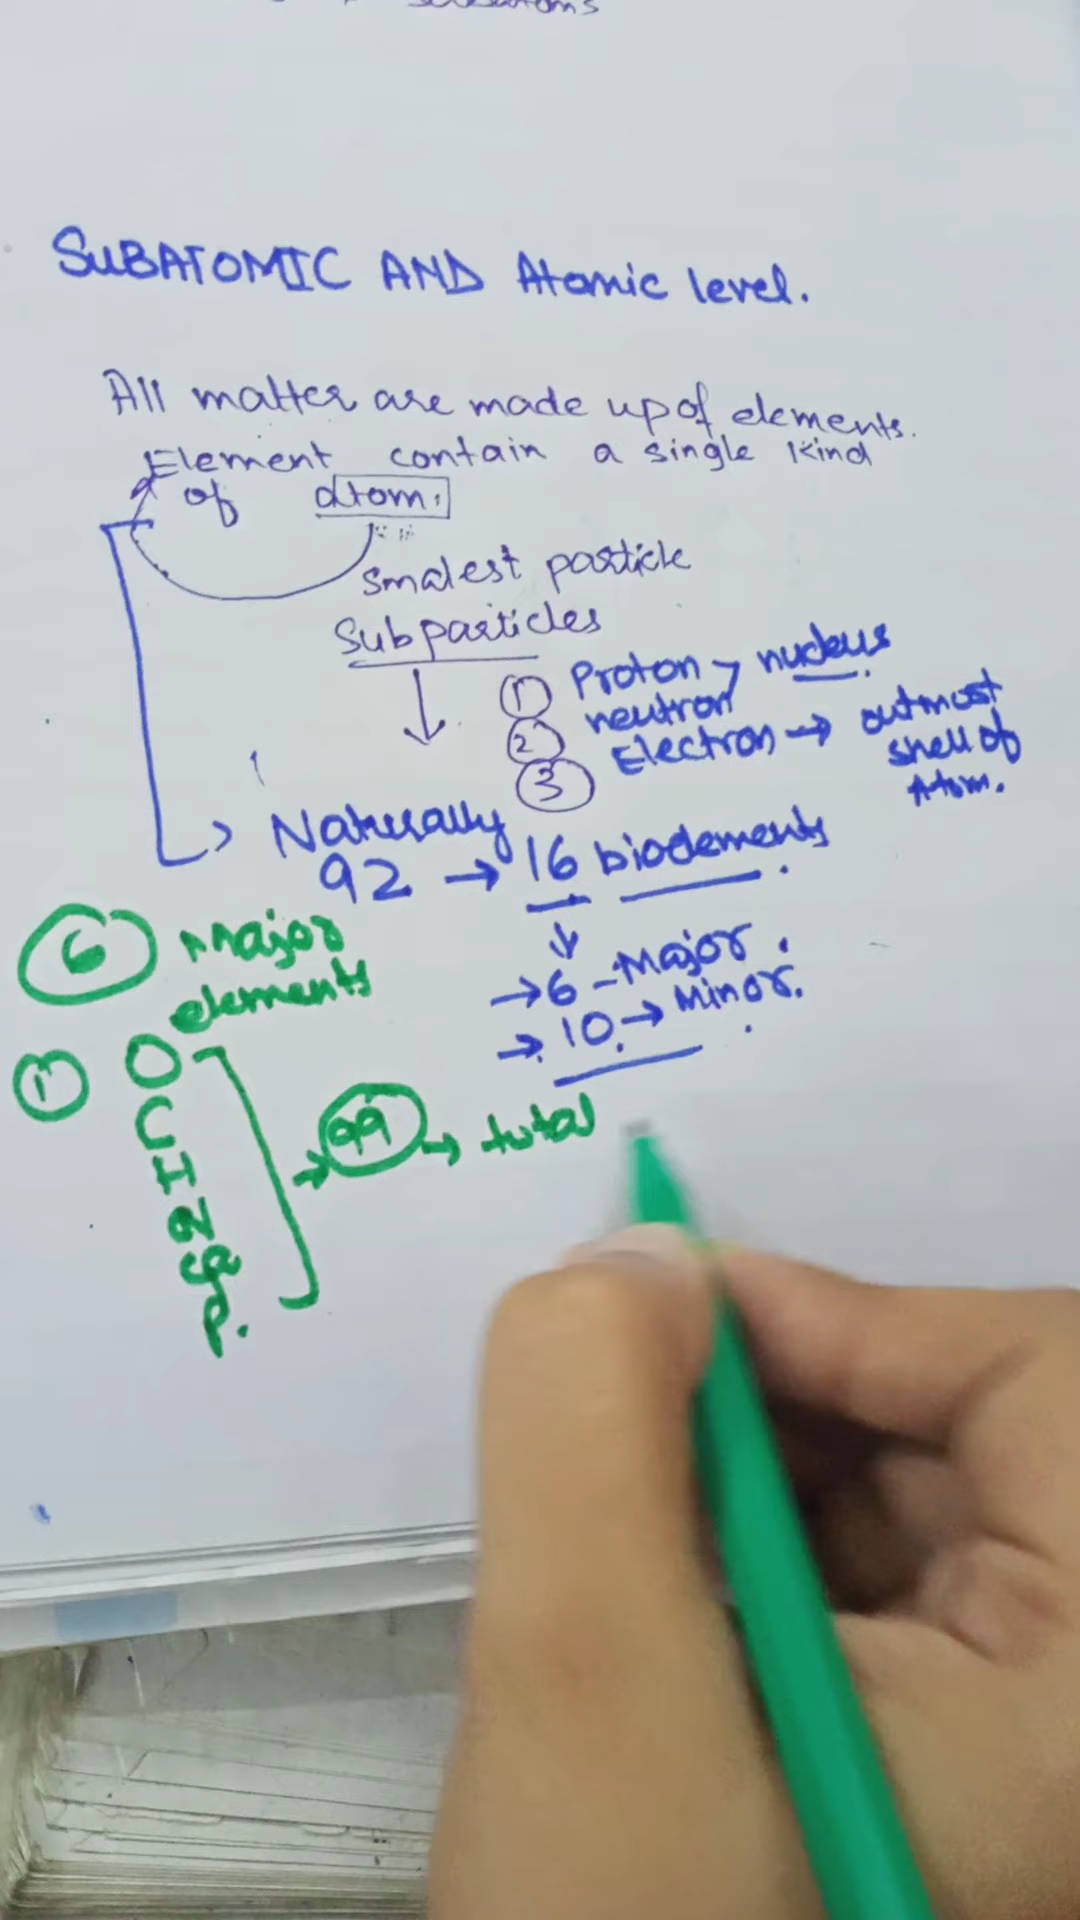 SUBATOMIC AND Atomic level.
All matter are made up of elements.
Element contain a single kind
of atom.
smalest particle
Subparticles
1 Proton → nucleus
2 neutron
3 Electron → outmost
shell of
Atom.
Naturally
92 → 16 bioelements.
→ 6 - Major.
→ 10 → Minor.
6 Major
elements
1 O
C
H
N
S
P.
→ 99 → total